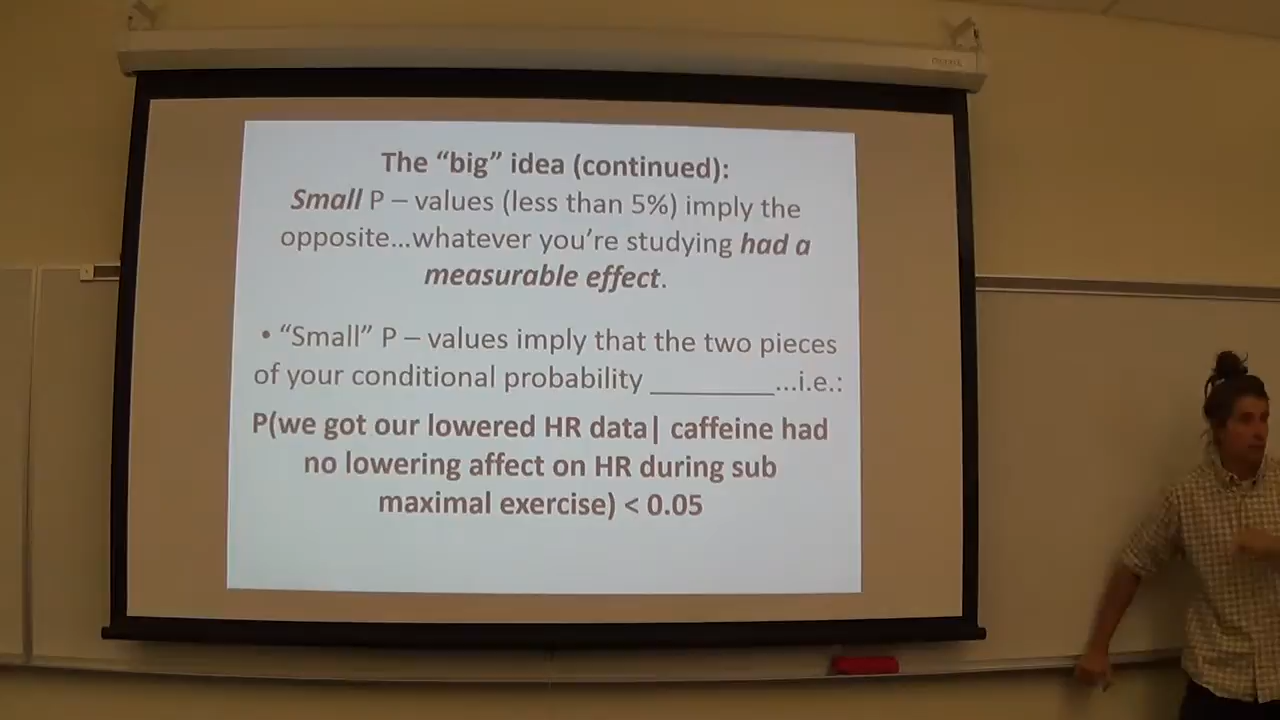 The “big” idea (continued):
Small P – values (less than 5%) imply the
opposite...whatever you’re studying had a
measurable effect.
• “Small” P – values imply that the two pieces
of your conditional probability ________...i.e.:
P(we got our lowered HR data| caffeine had
no lowering affect on HR during sub
maximal exercise) < 0.05